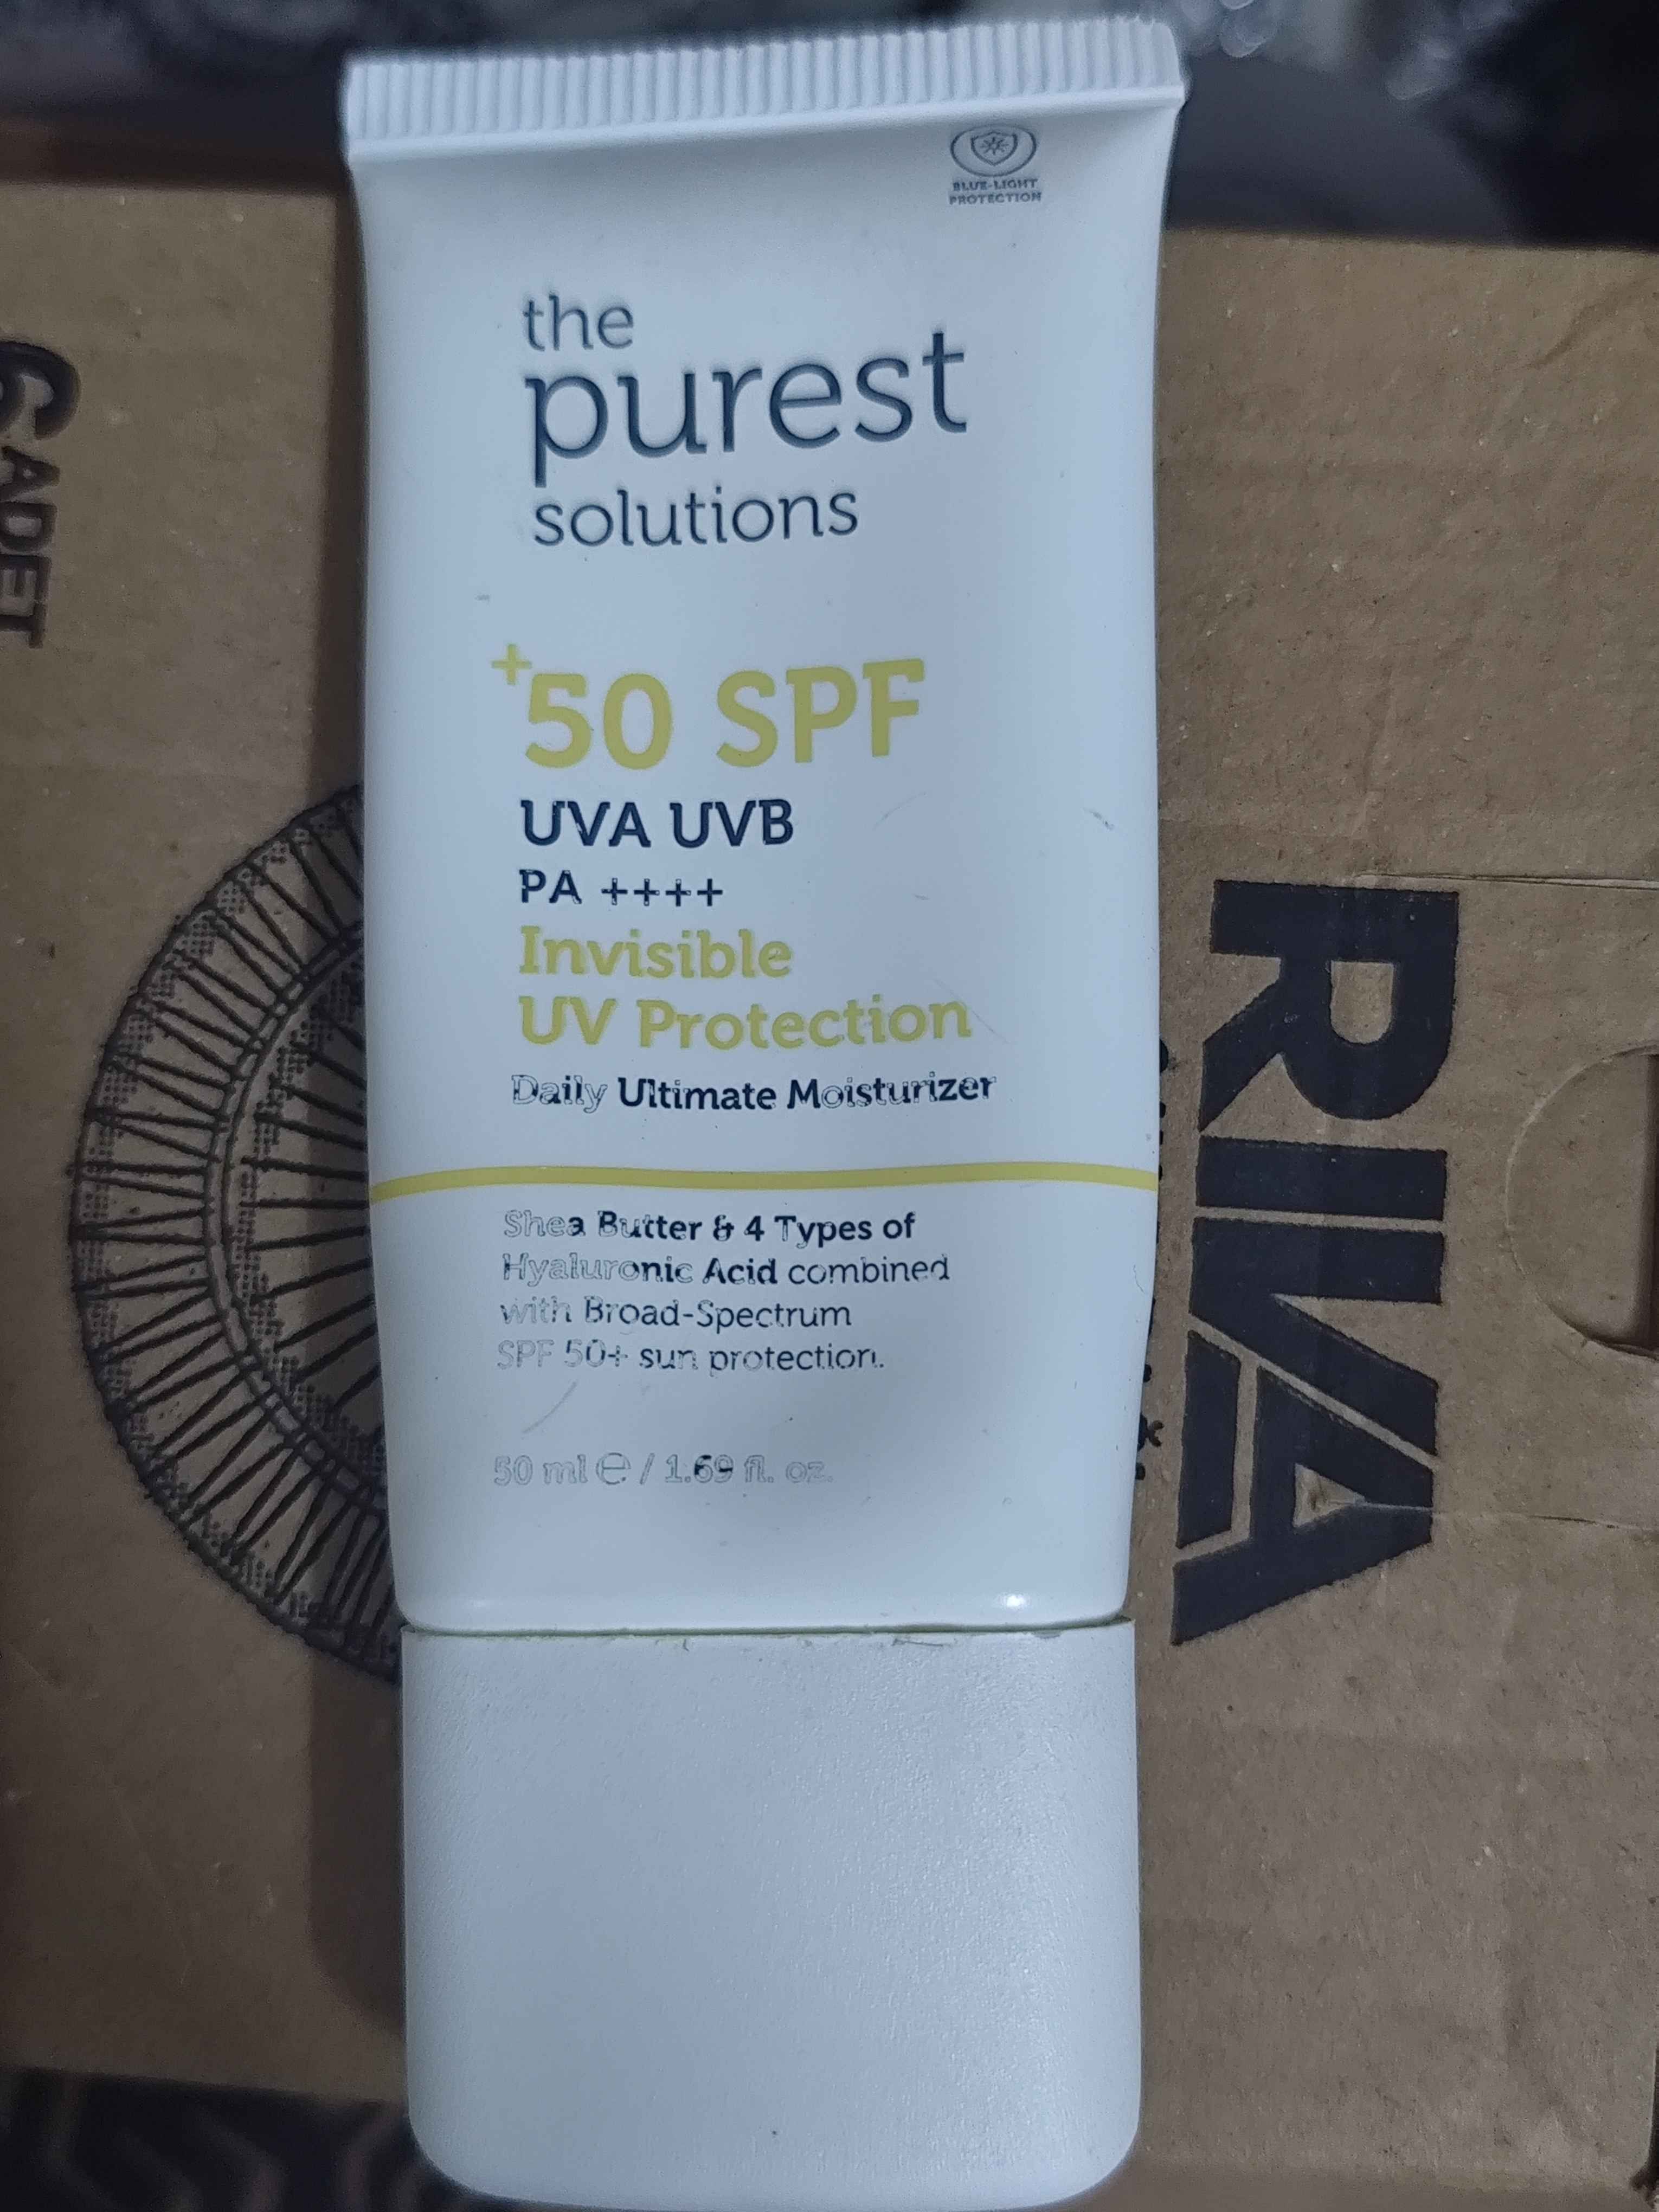 BLUE-LIGHT
PROTECTION
the
purest
solutions
+50 SPF
UVA UVB
PA ++++
Invisible
UV Protection
Daily Ultimate Moisturizer
Shea Butter & 4 Types of
Hyaluronic Acid combined
with Broad-Spectrum
SPF 50+ sun protection.
50 ml e / 1.69 fl. oz.
6 ADET
RIVA